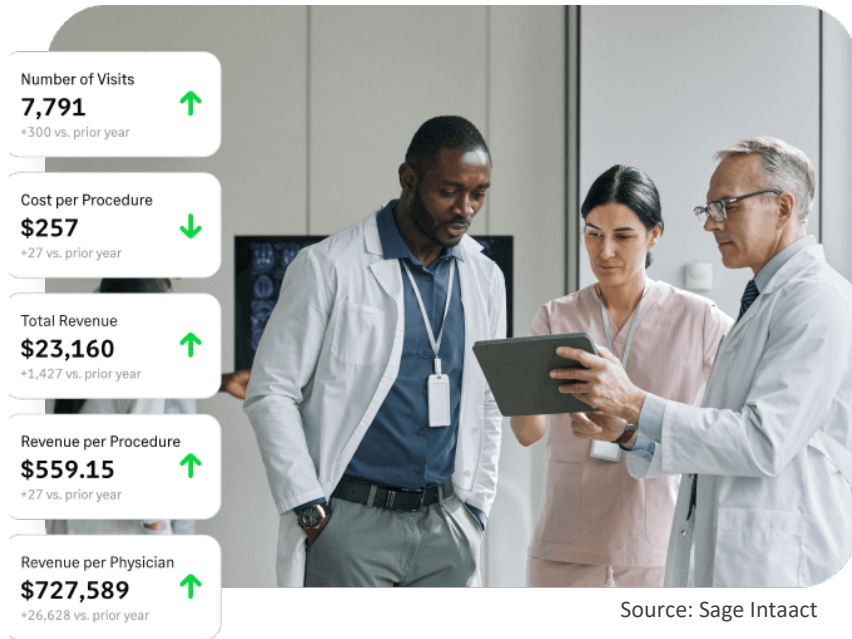 Number of Visits
7,791
+300 vs. prior year
Cost per Procedure
$257
+27 vs. prior year
Total Revenue
$23,160
+1,427 vs. prior year
Revenue per Procedure
$559.15
+27 vs. prior year
Revenue per Physician
$727,589
+26,628 vs. prior year
Source: Sage Intaact